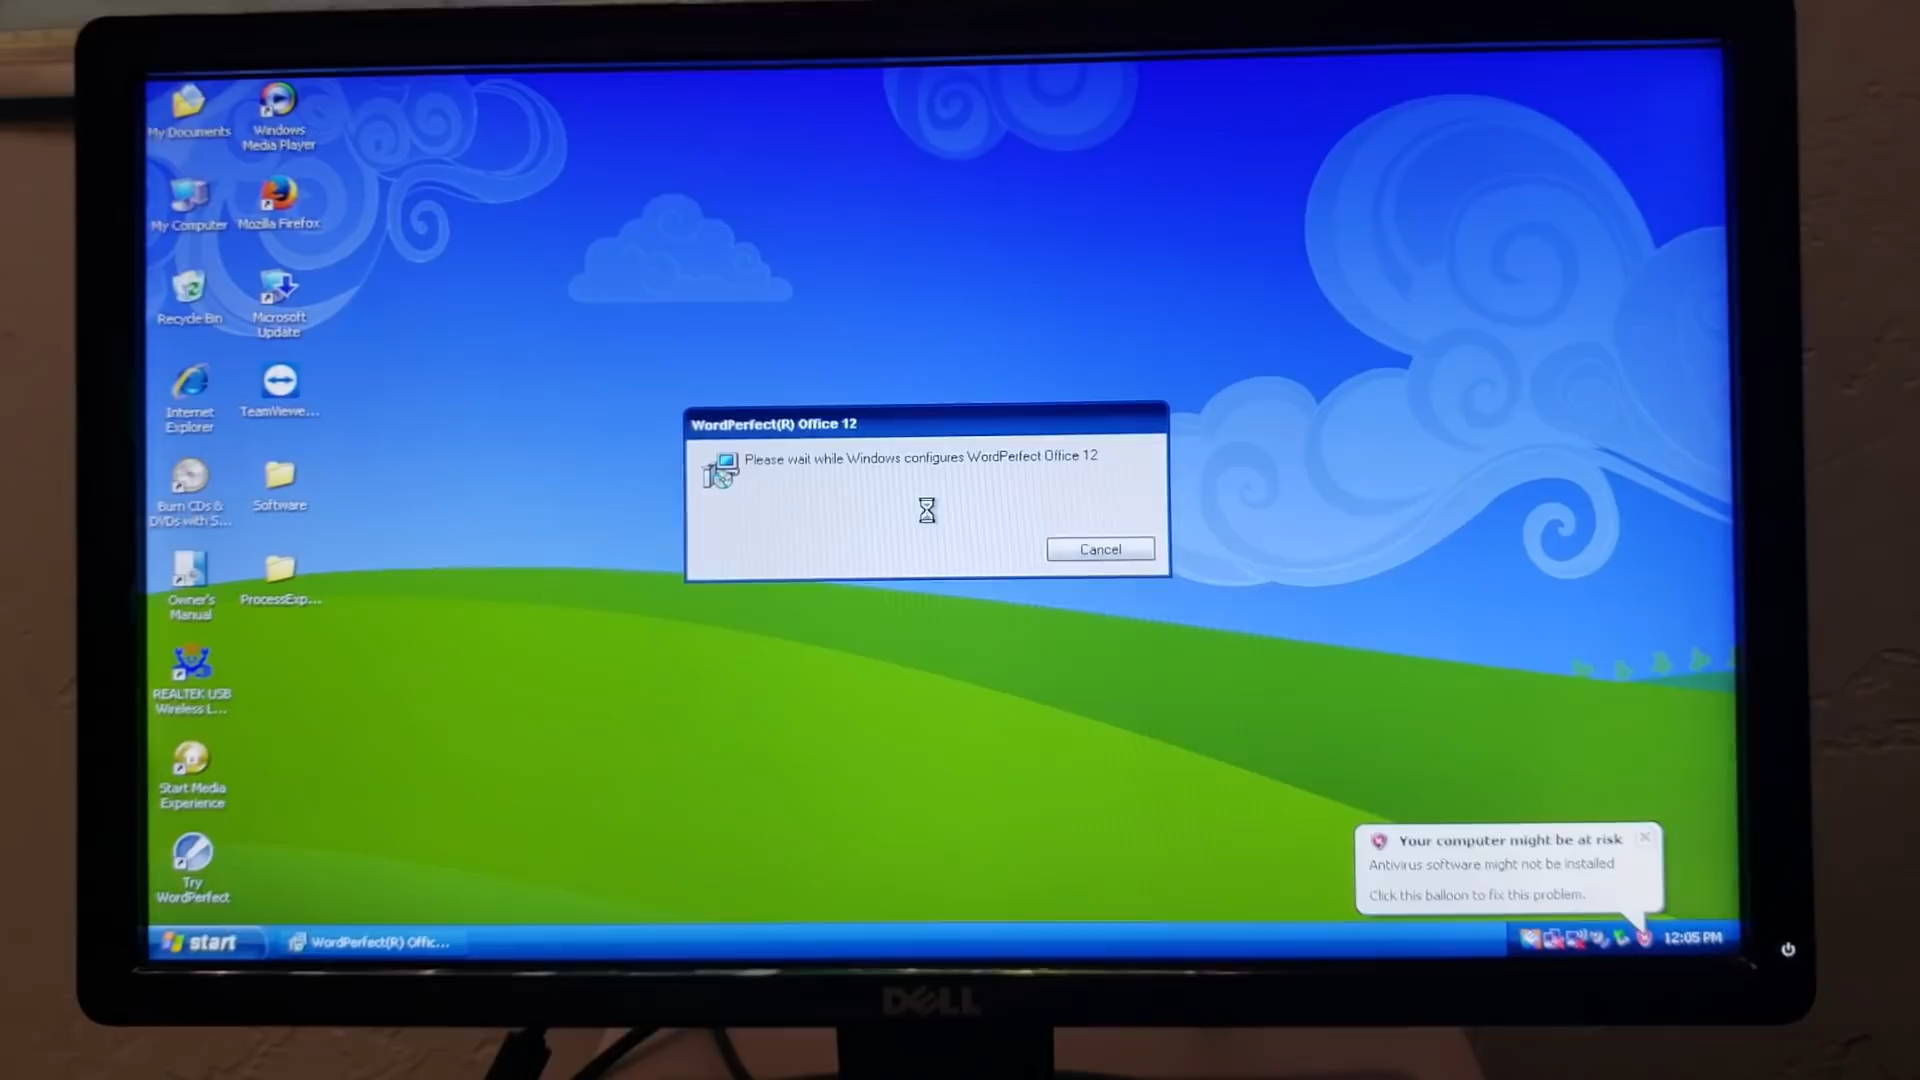 My Documents
Windows
Media Player
My Computer
Mozilla Firefox
Recycle Bin
Microsoft
Update
Internet
Explorer
TeamViewe...
Burn CDs &
DVDs with S...
Software
Owner's
Manual
ProcessExp...
REALTEK USB
Wireless L...
Start Media
Experience
Try
WordPerfect
WordPerfect(R) Office 12
Please wait while Windows configures WordPerfect Office 12
Cancel
Your computer might be at risk
Antivirus software might not be installed
Click this balloon to fix this problem.
start
WordPerfect(R) Offic...
12:05 PM
DELL